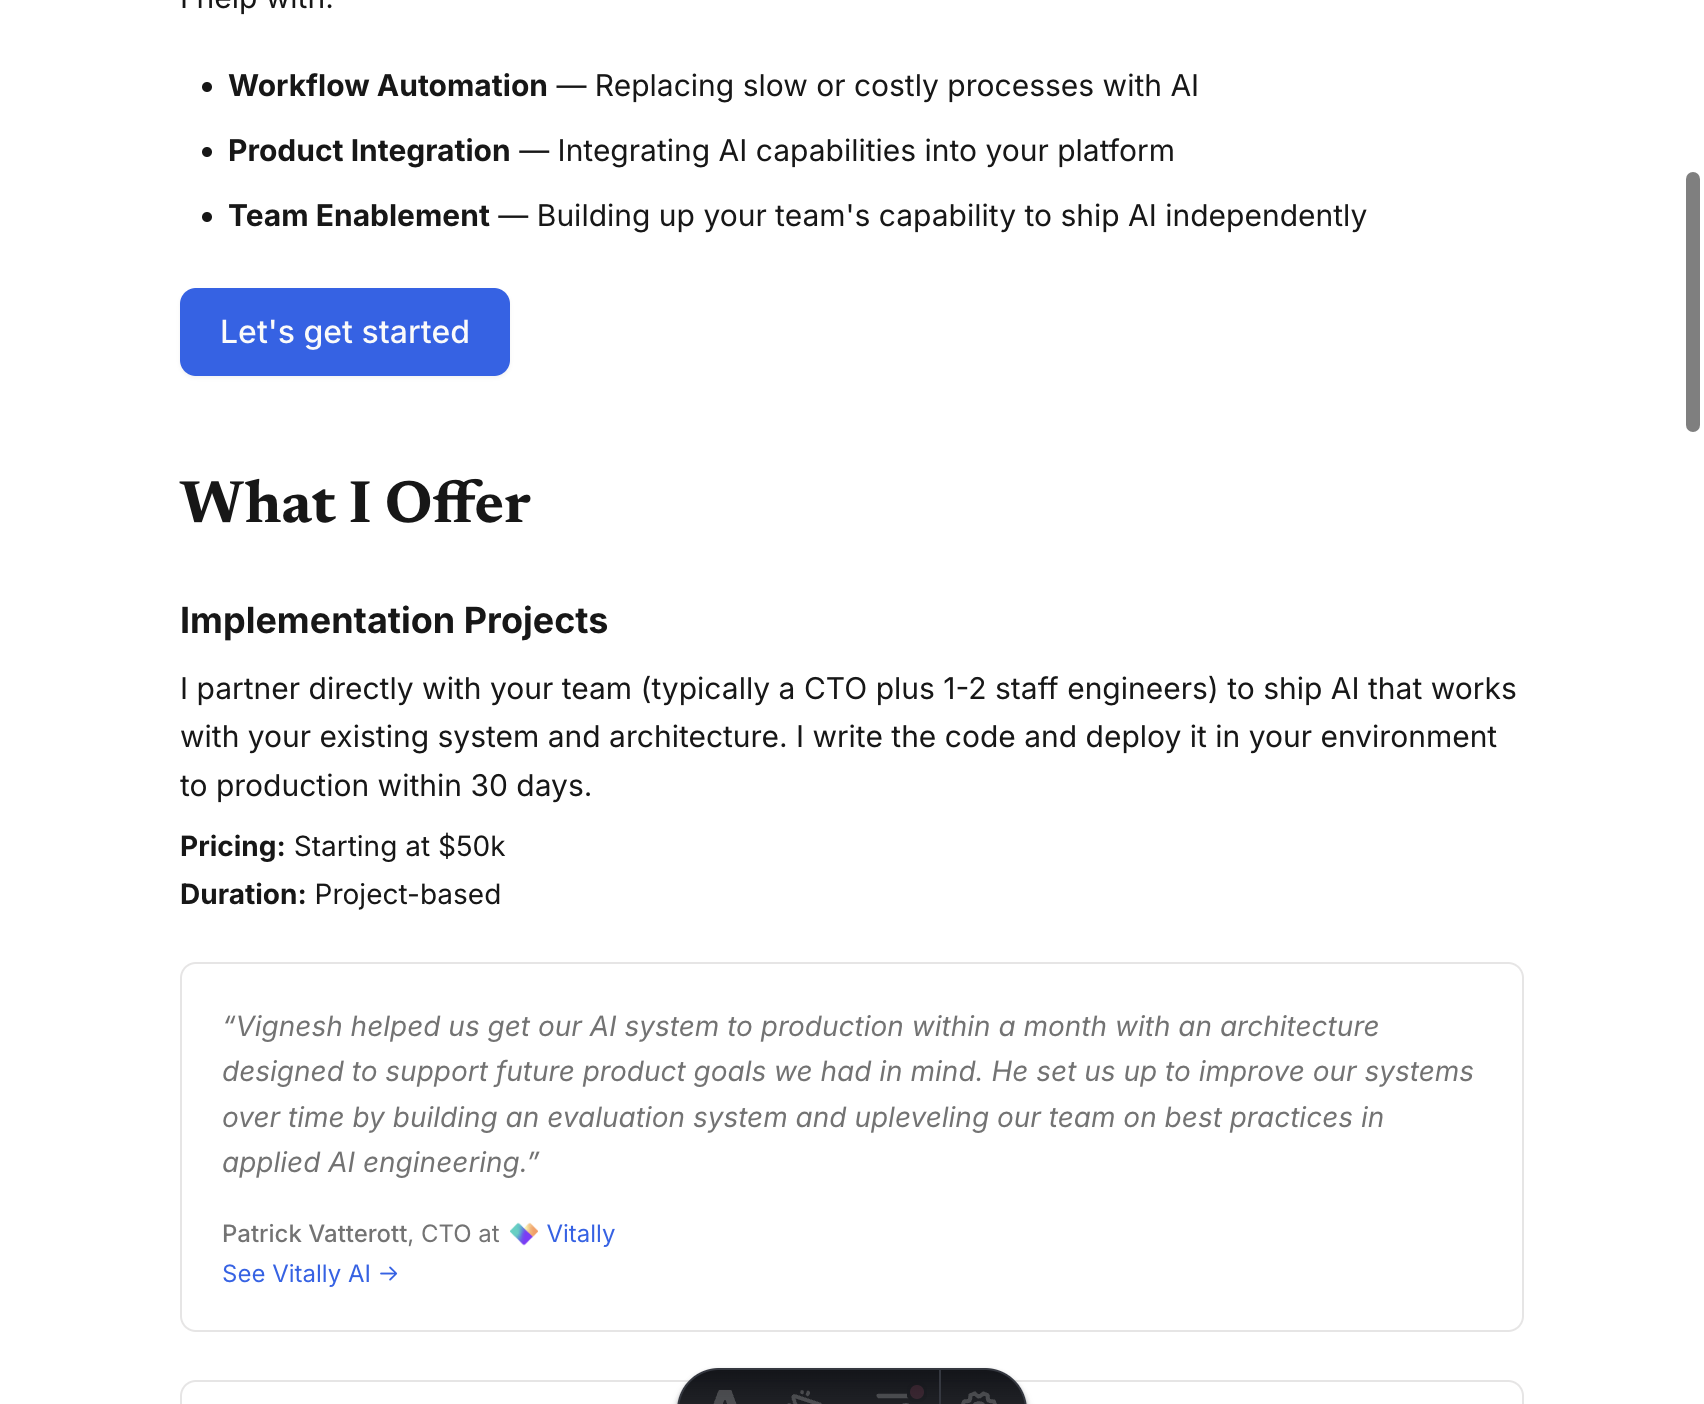 I help with:
Workflow Automation — Replacing slow or costly processes with AI
Product Integration — Integrating AI capabilities into your platform
Team Enablement — Building up your team's capability to ship AI independently
Let's get started
What I Offer
Implementation Projects
I partner directly with your team (typically a CTO plus 1-2 staff engineers) to ship AI that works
with your existing system and architecture. I write the code and deploy it in your environment
to production within 30 days.
Pricing: Starting at $50k
Duration: Project-based
“Vignesh helped us get our AI system to production within a month with an architecture
designed to support future product goals we had in mind. He set us up to improve our systems
over time by building an evaluation system and upleveling our team on best practices in
applied AI engineering.”
Patrick Vatterott, CTO at Vitally
See Vitally AI →